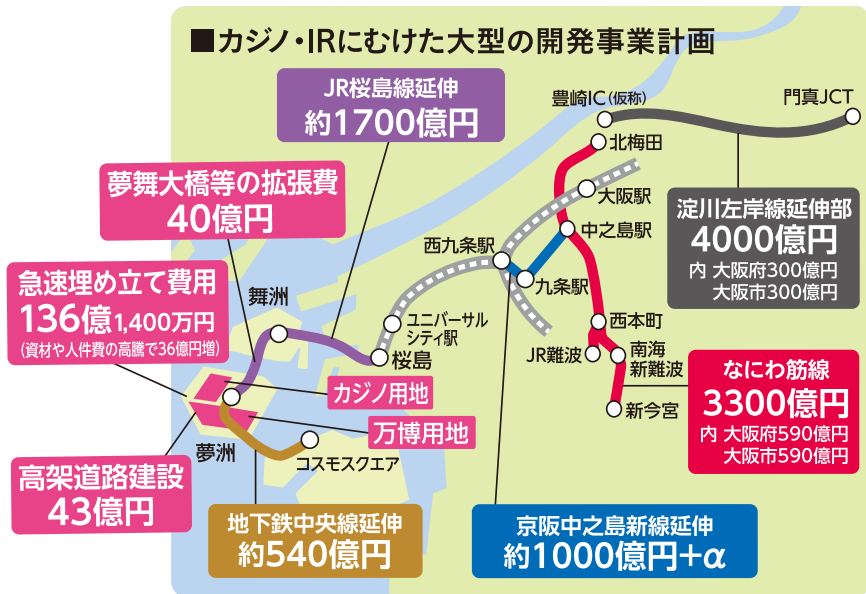 ■カジノ・IRにむけた大型の開発事業計画
JR桜島線延伸
約1700億円
豊崎IC(仮称)
門真JCT
北梅田
夢舞大橋等の拡張費
40億円
大阪駅
中之島駅
淀川左岸線延伸部
4000億円
内 大阪府300億円
大阪市300億円
西九条駅
九条駅
急速埋め立て費用
136億1,400万円
(資材や人件費の高騰で36億円増)
舞洲
ユニバーサル
シティ駅
桜島
西本町
JR難波
南海
新難波
新今宮
なにわ筋線
3300億円
内 大阪府590億円
大阪市590億円
カジノ用地
万博用地
夢洲
コスモスクエア
高架道路建設
43億円
地下鉄中央線延伸
約540億円
京阪中之島新線延伸
約1000億円+α